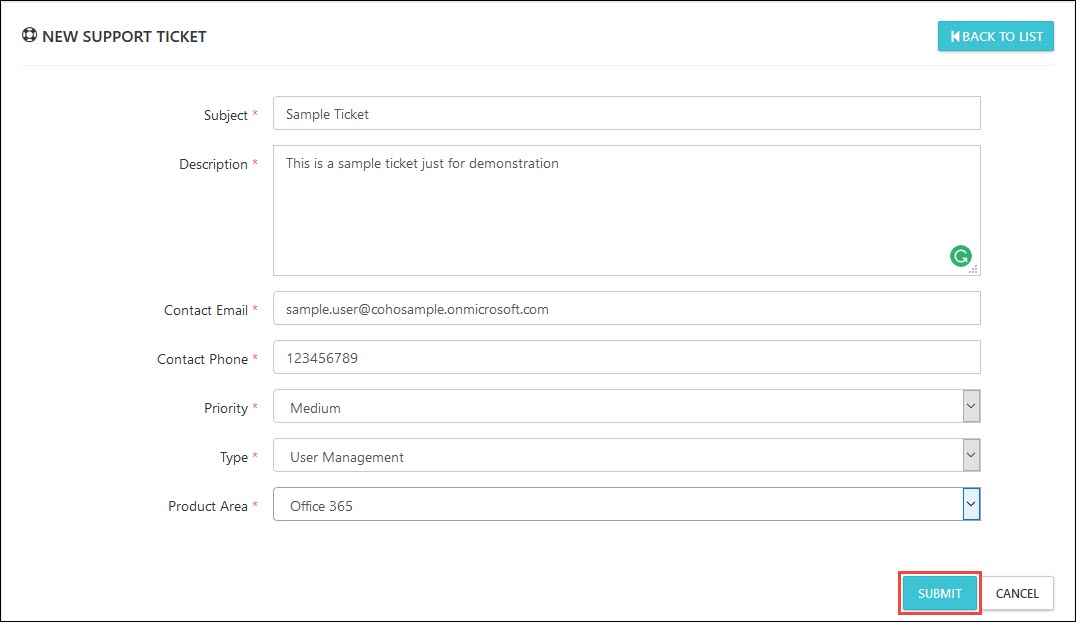 NEW SUPPORT TICKET
BACK TO LIST
Subject *
Sample Ticket
Description *
This is a sample ticket just for demonstration
Contact Email *
sample.user@cohosample.onmicrosoft.com
Contact Phone *
123456789
Priority *
Medium
Type *
User Management
Product Area *
Office 365
SUBMIT
CANCEL